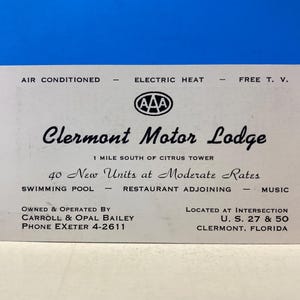 AIR CONDITIONED — ELECTRIC HEAT — FREE T. V.
AAA
Clermont Motor Lodge
1 MILE SOUTH OF CITRUS TOWER
40 New Units at Moderate Rates
SWIMMING POOL — RESTAURANT ADJOINING — MUSIC
OWNED & OPERATED BY
CARROLL & OPAL BAILEY
PHONE EXETER 4-2611
LOCATED AT INTERSECTION
U. S. 27 & 50
CLERMONT, FLORIDA